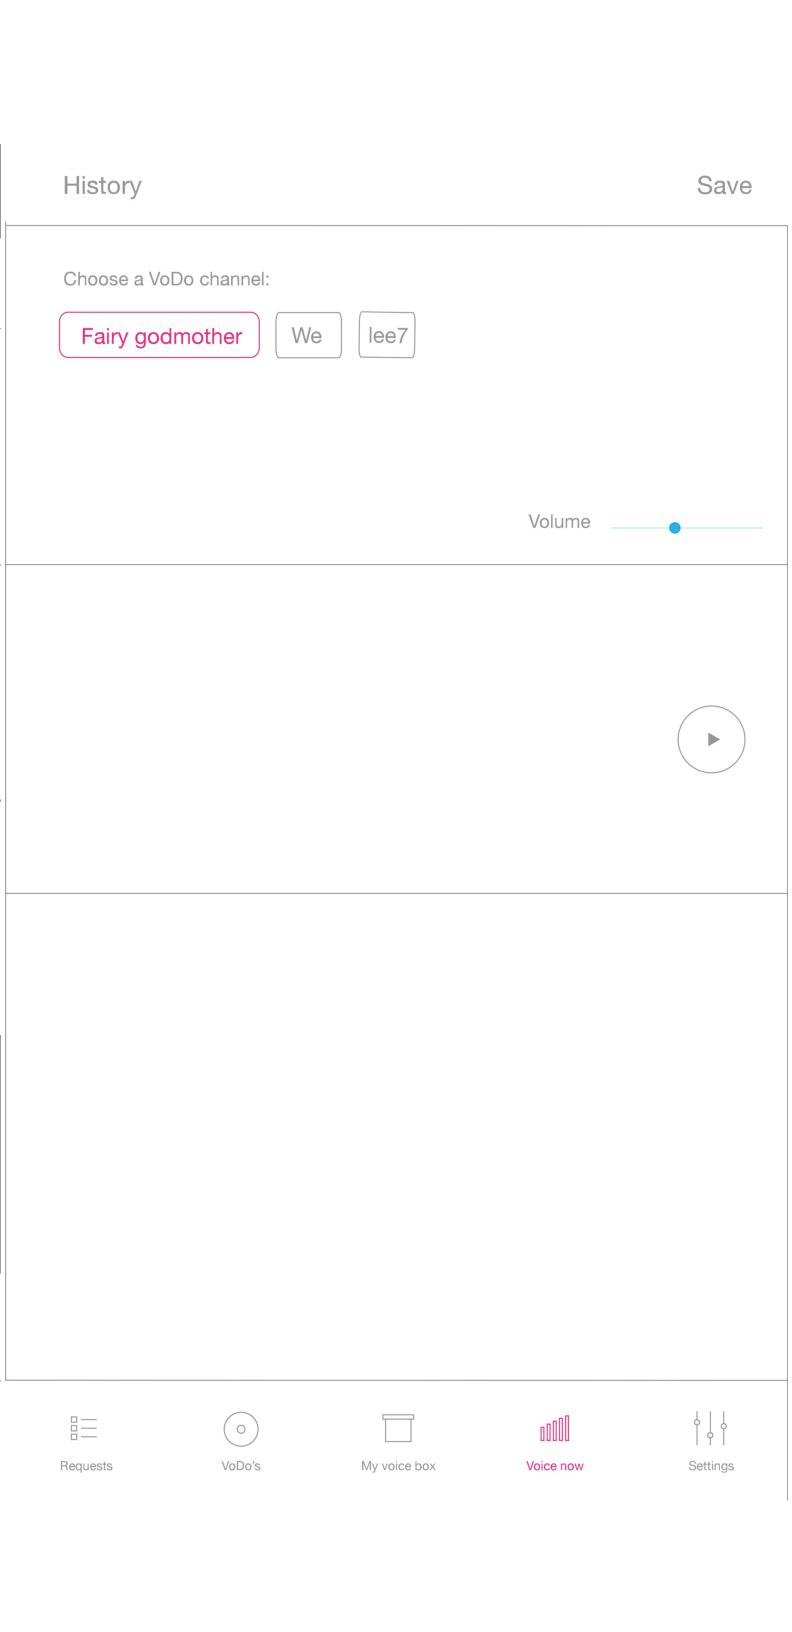 History Save
Choose a VoDo channel:
Fairy godmother We lee7
Volume
Requests VoDo's My voice box Voice now Settings